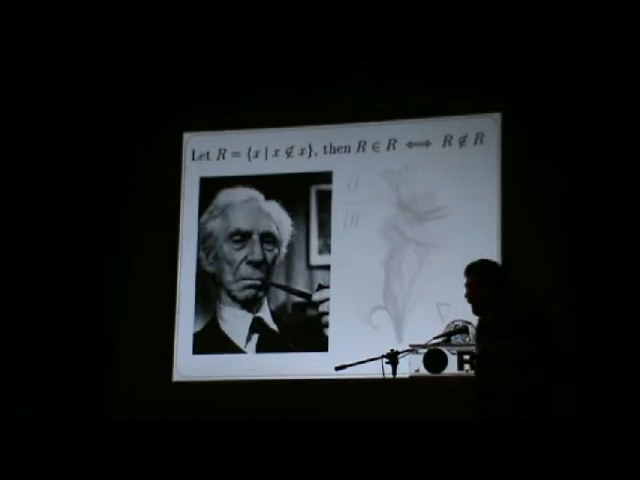 Let R = {x | x ∉ x}, then R ∈ R ⟺ R ∉ R
∂
∂t
∇
R